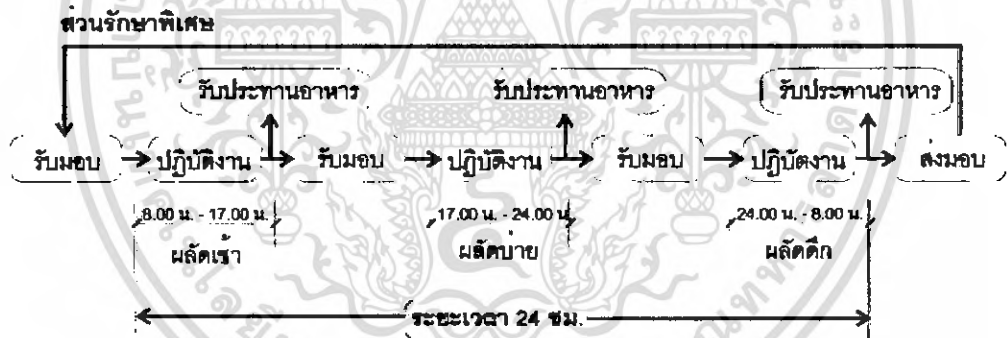 ส่วนรักษาพิเศษ
รับประทานอาหาร รับประทานอาหาร รับประทานอาหาร
รับมอบ ปฏิบัติงาน รับมอบ ปฏิบัติงาน รับมอบ ปฏิบัติงาน ส่งมอบ
8.00 น. - 17.00 น. 17.00 น. - 24.00 น. 24.00 น. - 8.00 น.
ผลัดเช้า ผลัดบ่าย ผลัดดึก
ระยะเวลา 24 ชม.